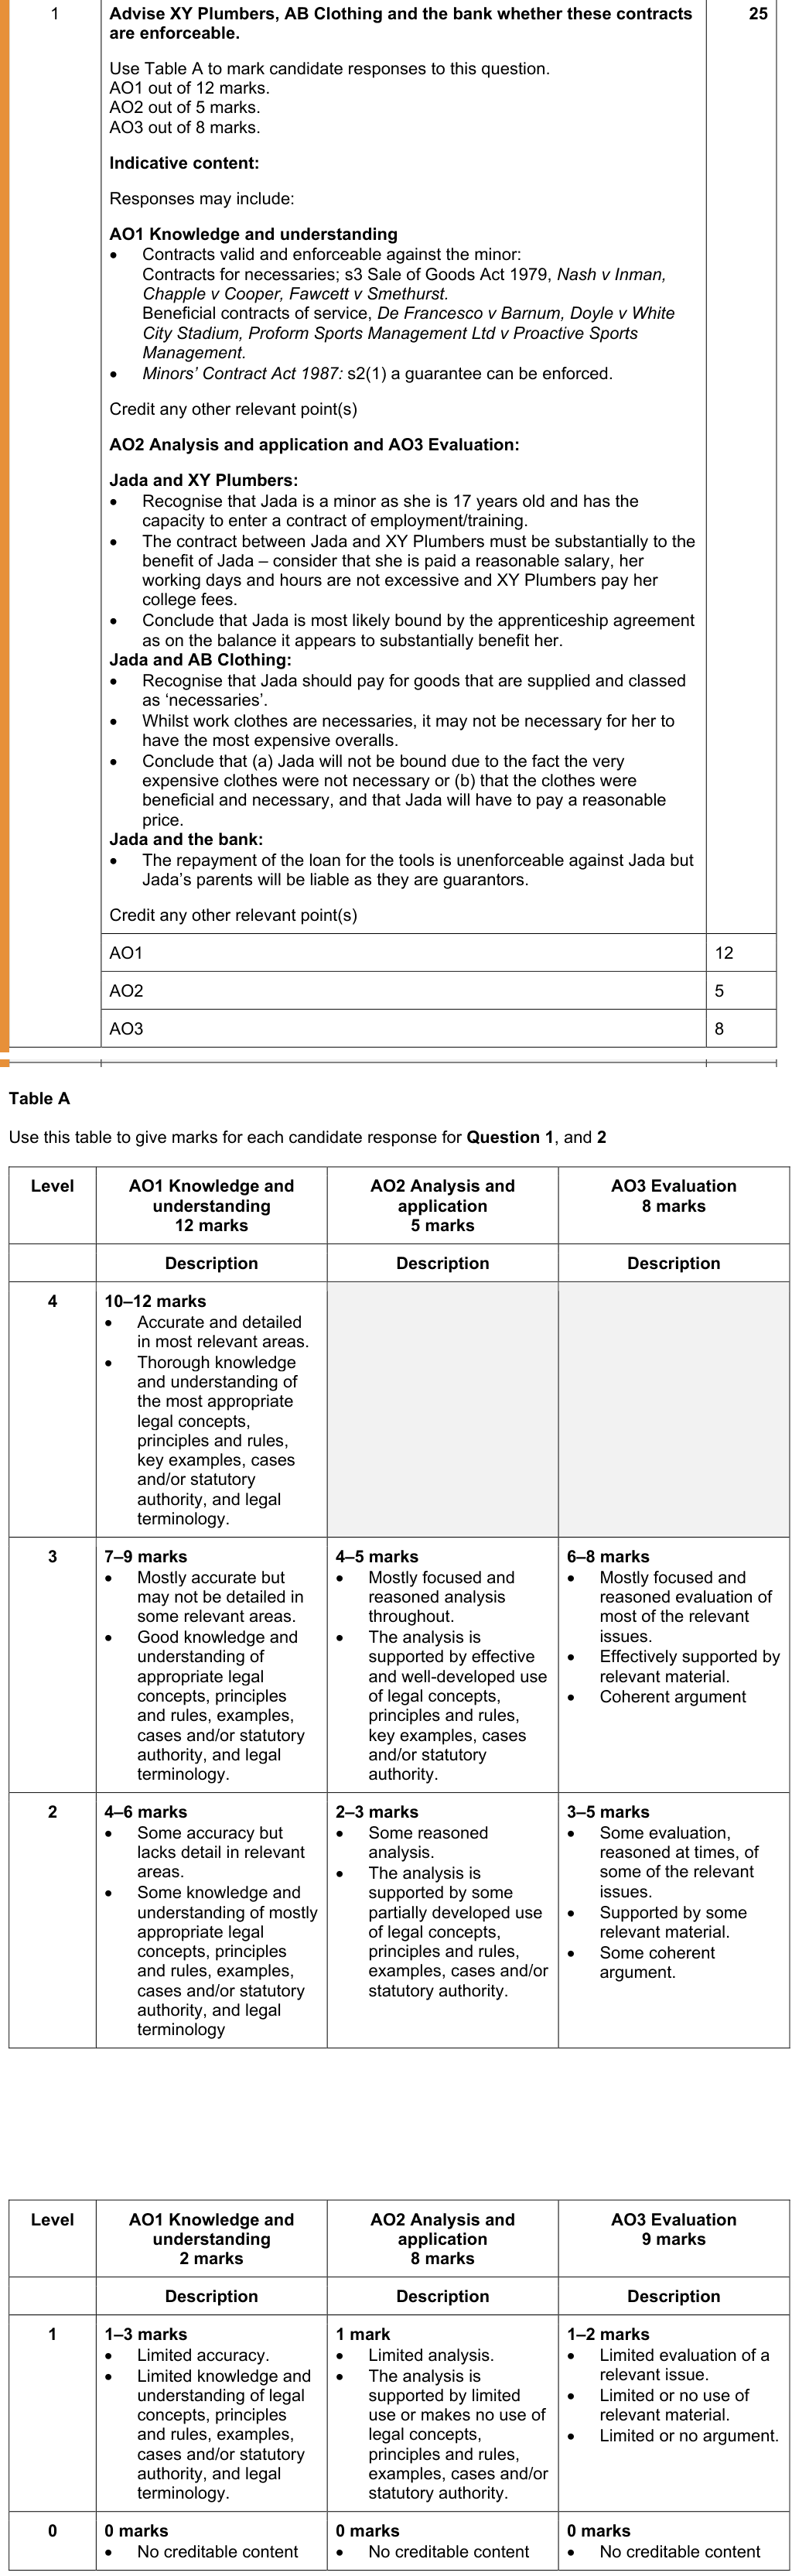 1
Advise XY Plumbers, AB Clothing and the bank whether these contracts
are enforceable.
25
Use Table A to mark candidate responses to this question.
AO1 out of 12 marks.
AO2 out of 5 marks.
AO3 out of 8 marks.
Indicative content:
Responses may include:
AO1 Knowledge and understanding
• Contracts valid and enforceable against the minor:
Contracts for necessaries; s3 Sale of Goods Act 1979, Nash v Inman,
Chapple v Cooper, Fawcett v Smethurst.
Beneficial contracts of service, De Francesco v Barnum, Doyle v White
City Stadium, Proform Sports Management Ltd v Proactive Sports
Management.
• Minors' Contract Act 1987: s2(1) a guarantee can be enforced.
Credit any other relevant point(s)
AO2 Analysis and application and AO3 Evaluation:
Jada and XY Plumbers:
• Recognise that Jada is a minor as she is 17 years old and has the
capacity to enter a contract of employment/training.
• The contract between Jada and XY Plumbers must be substantially to the
benefit of Jada – consider that she is paid a reasonable salary, her
working days and hours are not excessive and XY Plumbers pay her
college fees.
• Conclude that Jada is most likely bound by the apprenticeship agreement
as on the balance it appears to substantially benefit her.
Jada and AB Clothing:
• Recognise that Jada should pay for goods that are supplied and classed
as 'necessaries'.
• Whilst work clothes are necessaries, it may not be necessary for her to
have the most expensive overalls.
• Conclude that (a) Jada will not be bound due to the fact the very
expensive clothes were not necessary or (b) that the clothes were
beneficial and necessary, and that Jada will have to pay a reasonable
price.
Jada and the bank:
• The repayment of the loan for the tools is unenforceable against Jada but
Jada's parents will be liable as they are guarantors.
Credit any other relevant point(s)
AO1 12
AO2 5
AO3 8
Table A
Use this table to give marks for each candidate response for Question 1, and 2
Level
AO1 Knowledge and
understanding
12 marks
AO2 Analysis and
application
5 marks
AO3 Evaluation
8 marks
Description
Description
Description
4
10–12 marks
• Accurate and detailed
in most relevant areas.
• Thorough knowledge
and understanding of
the most appropriate
legal concepts,
principles and rules,
key examples, cases
and/or statutory
authority, and legal
terminology.
3
7–9 marks
• Mostly accurate but
may not be detailed in
some relevant areas.
• Good knowledge and
understanding of
appropriate legal
concepts, principles
and rules, examples,
cases and/or statutory
authority, and legal
terminology.
4–5 marks
• Mostly focused and
reasoned analysis
throughout.
• The analysis is
supported by effective
and well-developed use
of legal concepts,
principles and rules,
key examples, cases
and/or statutory
authority.
6–8 marks
• Mostly focused and
reasoned evaluation of
most of the relevant
issues.
• Effectively supported by
relevant material.
• Coherent argument
2
4–6 marks
• Some accuracy but
lacks detail in relevant
areas.
• Some knowledge and
understanding of mostly
appropriate legal
concepts, principles
and rules, examples,
cases and/or statutory
authority, and legal
terminology
2–3 marks
• Some reasoned
analysis.
• The analysis is
supported by some
partially developed use
of legal concepts,
principles and rules,
examples, cases and/or
statutory authority.
3–5 marks
• Some evaluation,
reasoned at times, of
some of the relevant
issues.
• Supported by some
relevant material.
• Some coherent
argument.
Level
AO1 Knowledge and
understanding
2 marks
AO2 Analysis and
application
8 marks
AO3 Evaluation
9 marks
Description
Description
Description
1
1–3 marks
• Limited accuracy.
• Limited knowledge and
understanding of legal
concepts, principles
and rules, examples,
cases and/or statutory
authority, and legal
terminology.
1 mark
• Limited analysis.
• The analysis is
supported by limited
use or makes no use of
legal concepts,
principles and rules,
examples, cases and/or
statutory authority.
1–2 marks
• Limited evaluation of a
relevant issue.
• Limited or no use of
relevant material.
• Limited or no argument.
0
0 marks
• No creditable content
0 marks
• No creditable content
0 marks
• No creditable content